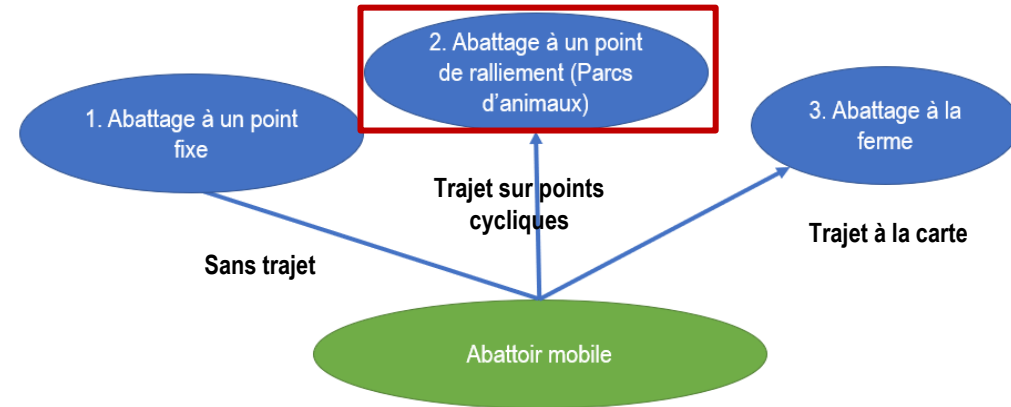 2. Abattage à un point
de ralliement (Parcs
d'animaux)
1. Abattage à un point
fixe
3. Abattage à la
ferme
Trajet sur points
cycliques
Trajet à la carte
Sans trajet
Abattoir mobile